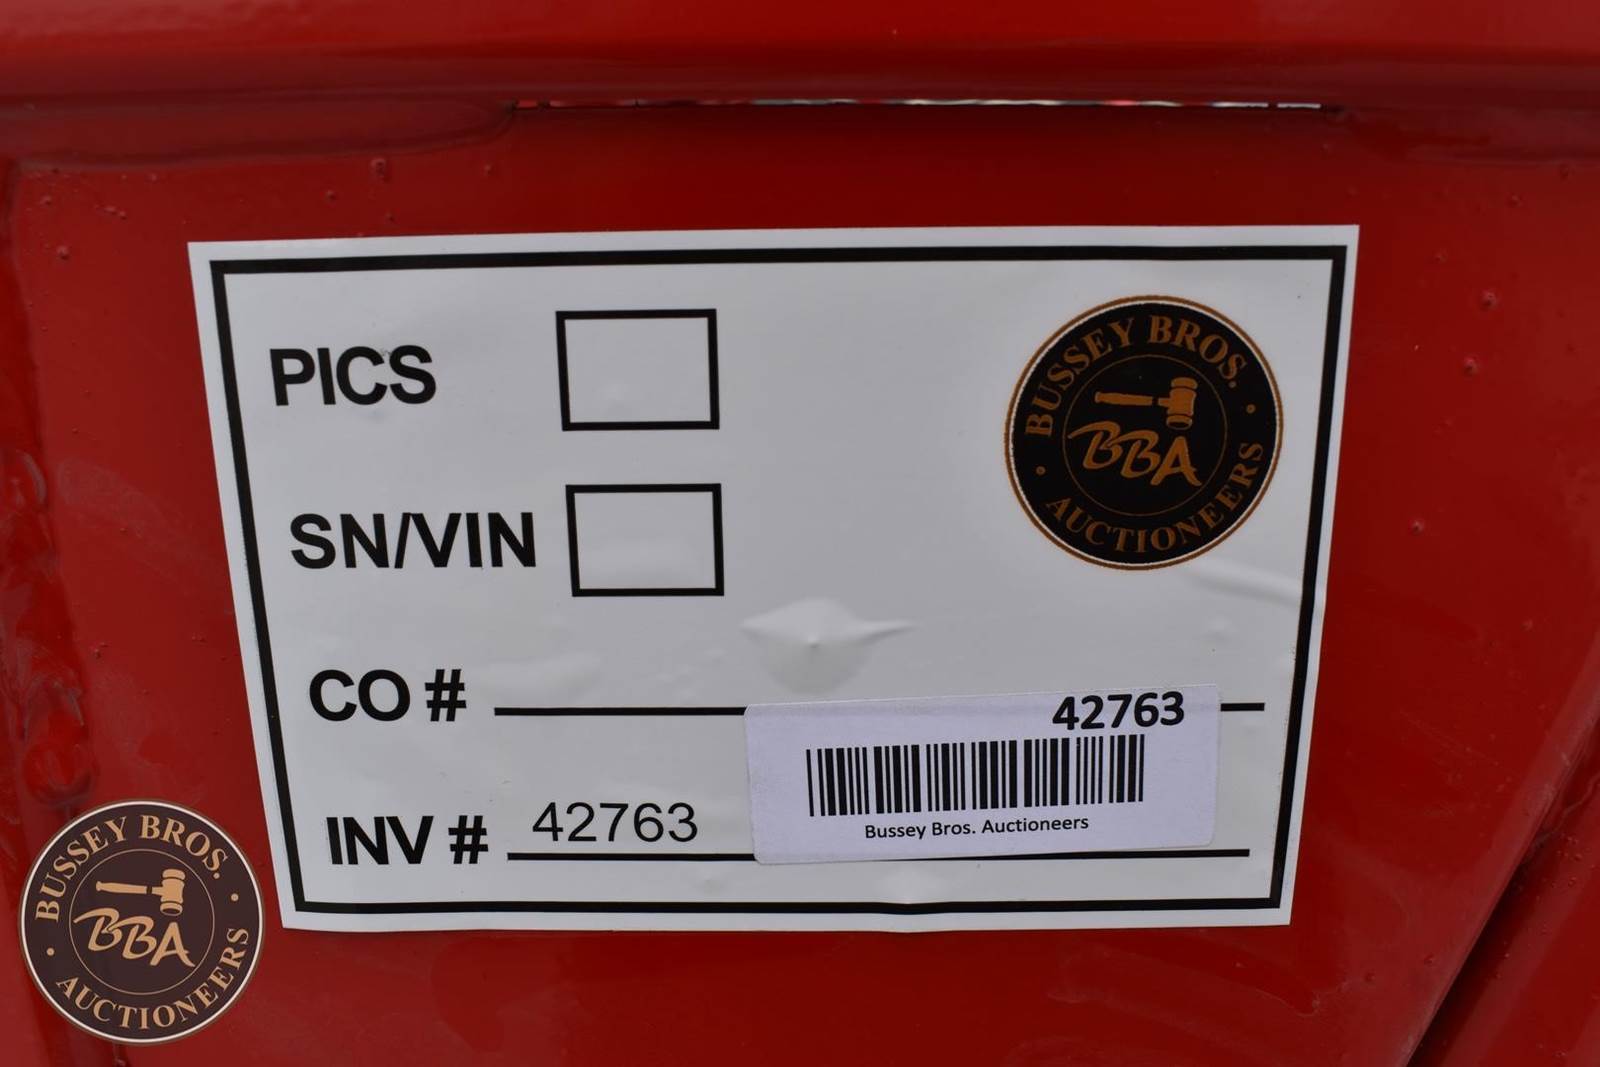 PICS
BUSSEY BROS.
BBA
AUCTIONEERS
SN/VIN
CO #
42763
INV # 42763
Bussey Bros. Auctioneers
BUSSEY BROS.
BBA
AUCTIONEERS